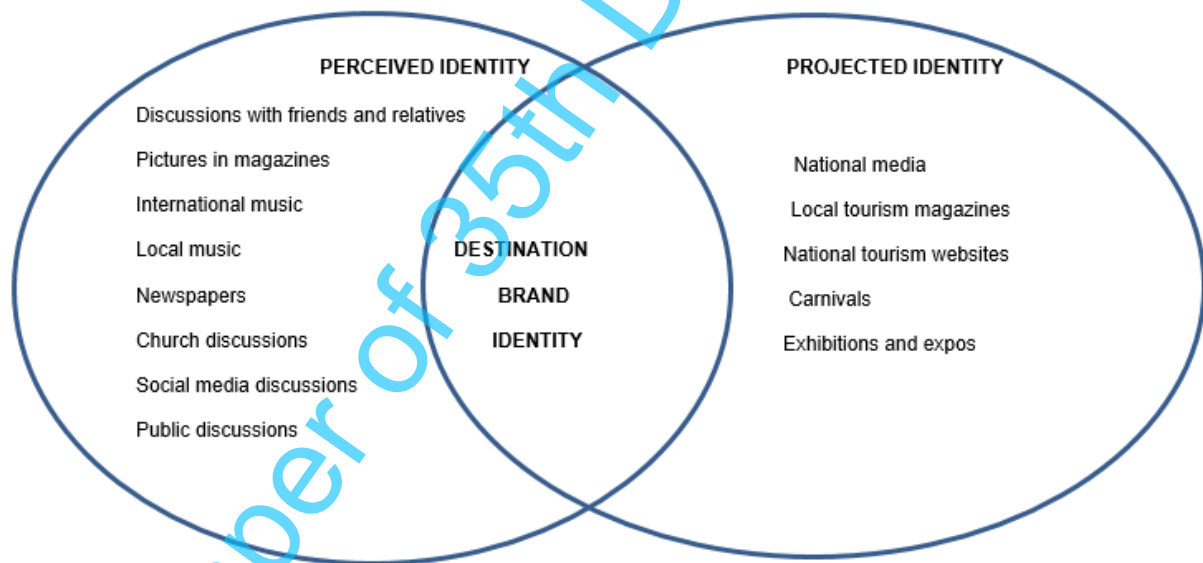 PERCEIVED IDENTITY
Discussions with friends and relatives
Pictures in magazines
International music
Local music
Newspapers
Church discussions
Social media discussions
Public discussions
DESTINATION
BRAND
IDENTITY
PROJECTED IDENTITY
National media
Local tourism magazines
National tourism websites
Carnivals
Exhibitions and expos
of 35th